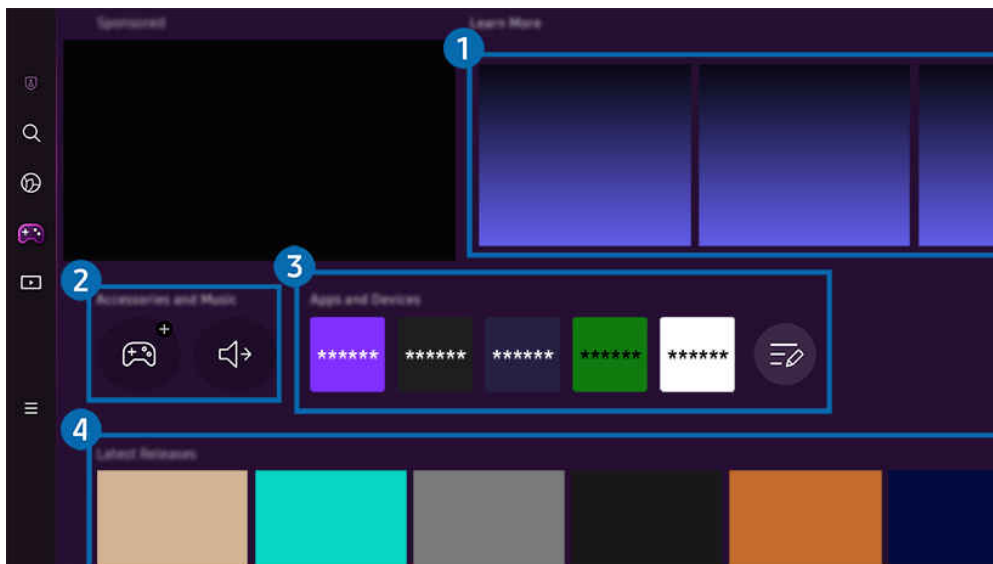 Sponsored
Learn More
1
2
3
Accessories and Music
Apps and Devices
******
******
******
******
******
4
Latest Releases